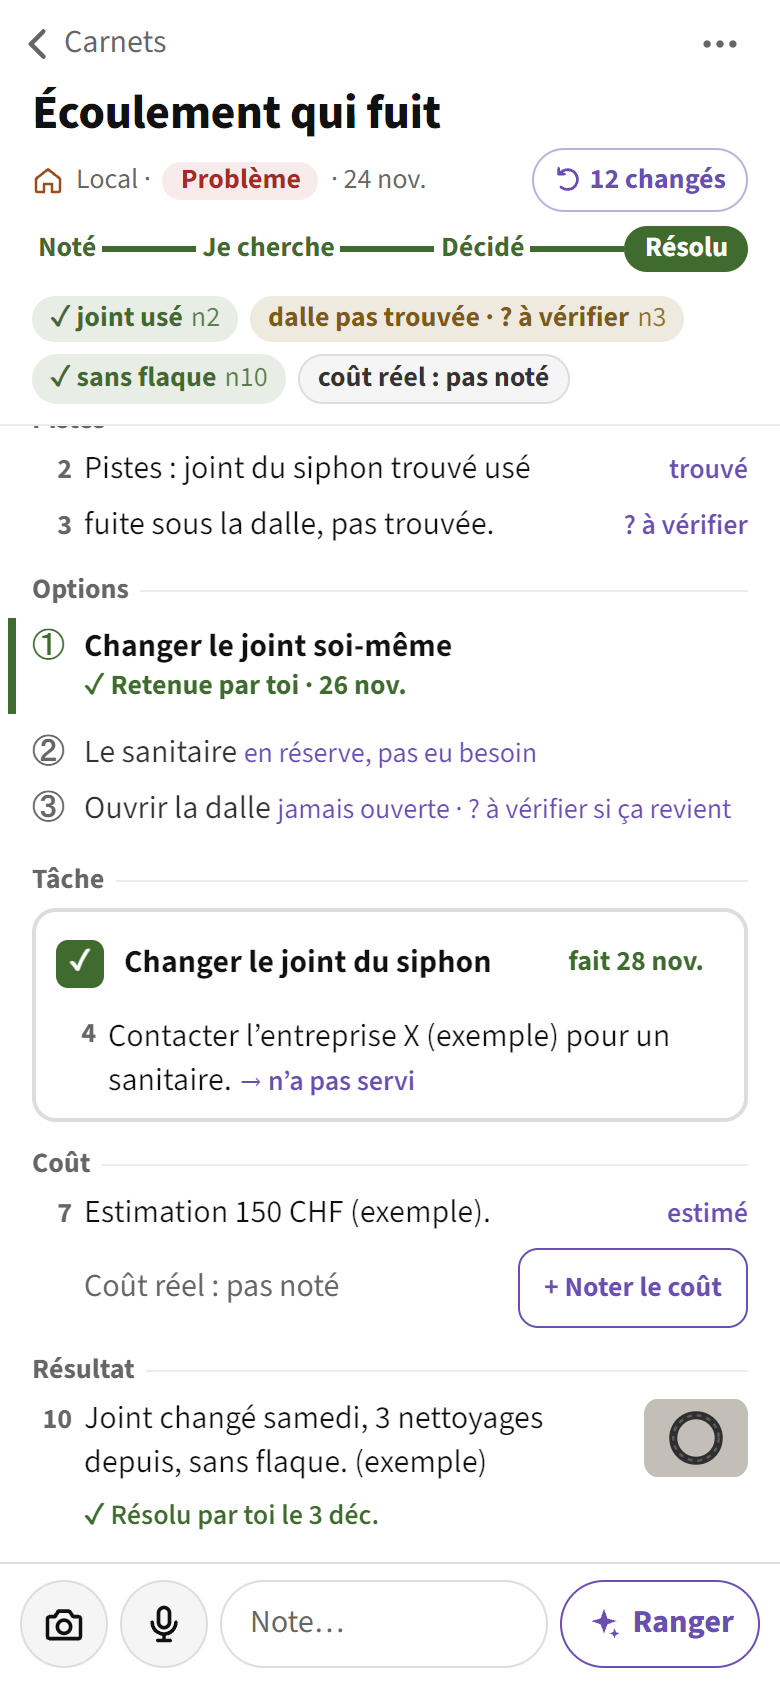 Carnets
Écoulement qui fuit
Local · Problème · 24 nov.
12 changés
Noté Je cherche Décidé Résolu
✓ joint usé n2
dalle pas trouvée · ? à vérifier n3
✓ sans flaque n10
coût réel : pas noté
2 Pistes : joint du siphon trouvé usé trouvé
3 fuite sous la dalle, pas trouvée. ? à vérifier
Options
① Changer le joint soi-même
✓ Retenue par toi · 26 nov.
② Le sanitaire en réserve, pas eu besoin
③ Ouvrir la dalle jamais ouverte · ? à vérifier si ça revient
Tâche
✓ Changer le joint du siphon fait 28 nov.
4 Contacter l’entreprise X (exemple) pour un
sanitaire. → n’a pas servi
Coût
7 Estimation 150 CHF (exemple). estimé
Coût réel : pas noté + Noter le coût
Résultat
10 Joint changé samedi, 3 nettoyages
depuis, sans flaque. (exemple)
✓ Résolu par toi le 3 déc.
Note… Ranger